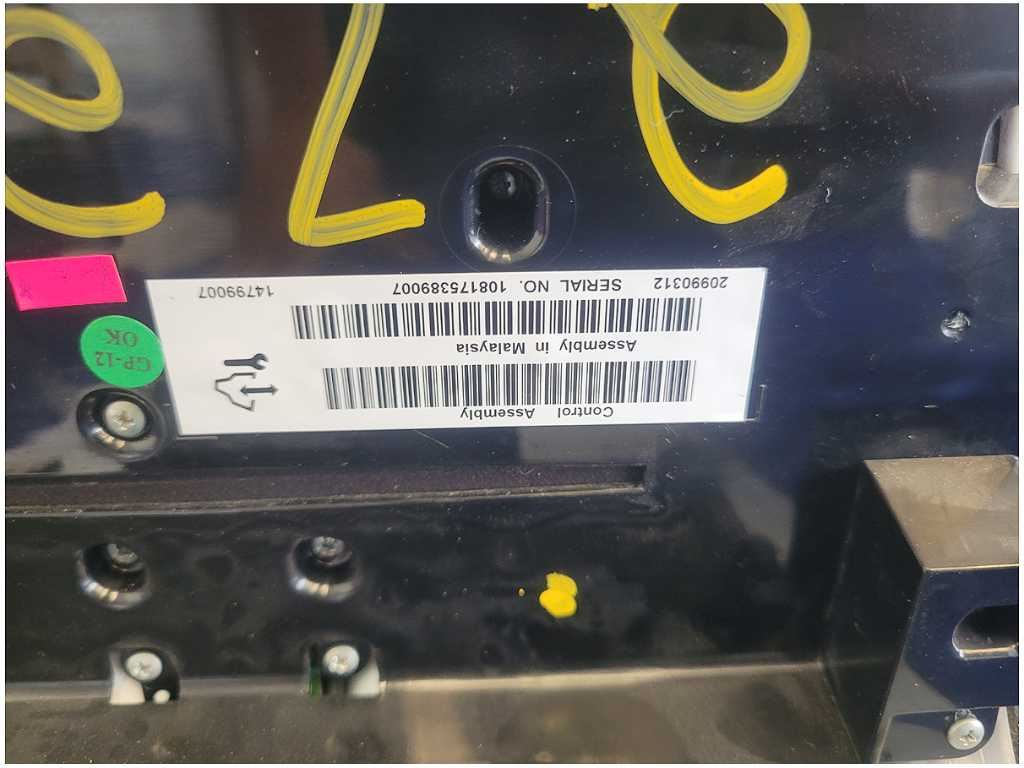 Control Assembly
Assembly in Malaysia
20990312 SERIAL NO. 108175389007 14799007
GP-12
OK